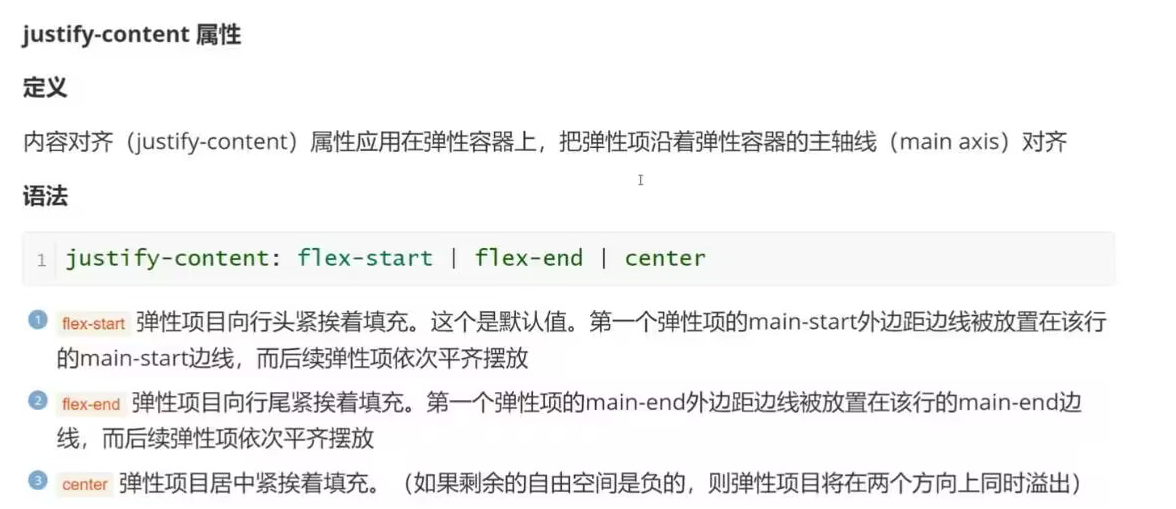 justify-content 属性
定义
内容对齐（justify-content）属性应用在弹性容器上，把弹性项沿着弹性容器的主轴线（main axis）对齐
语法
1 justify-content: flex-start | flex-end | center
1 flex-start 弹性项目向行头紧挨着填充。这个是默认值。第一个弹性项的main-start外边距边线被放置在该行
的main-start边线，而后续弹性项依次平齐摆放
2 flex-end 弹性项目向行尾紧挨着填充。第一个弹性项的main-end外边距边线被放置在该行的main-end边
线，而后续弹性项依次平齐摆放
3 center 弹性项目居中紧挨着填充。（如果剩余的自由空间是负的，则弹性项目将在两个方向上同时溢出）